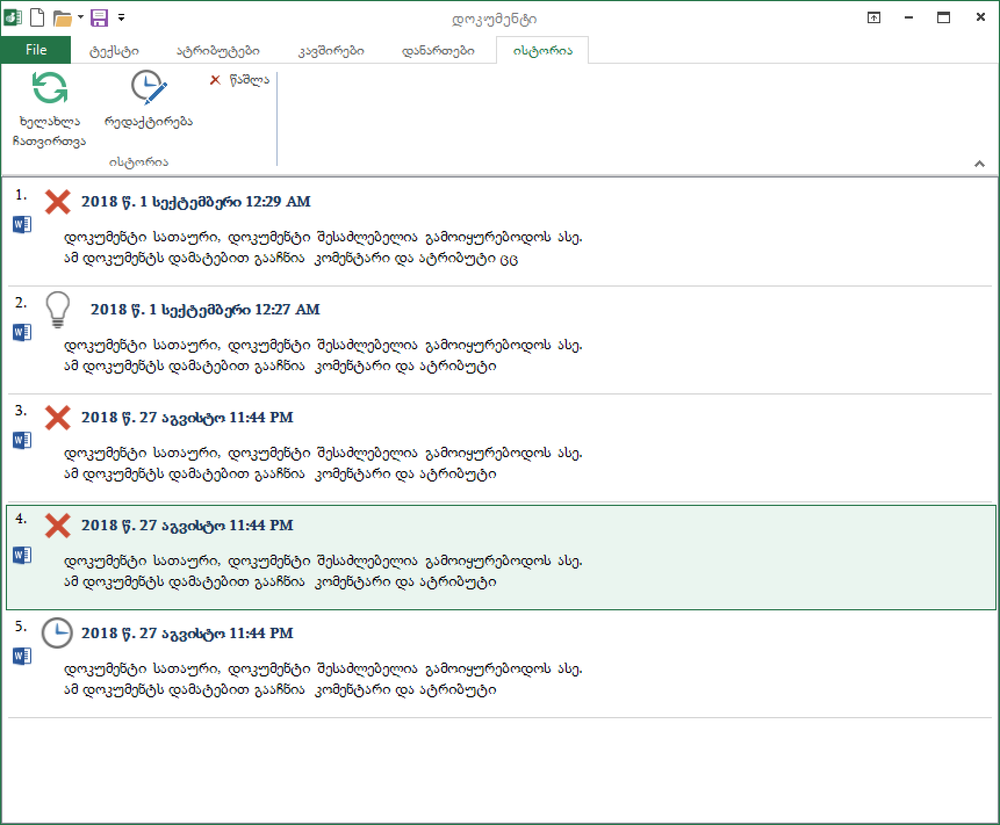 დოკუმენტი
File ტექსტი ატრიბუტები კავშირები დანართები ისტორია
ხელახლა ჩათვირთვა
რედაქტირება
წაშლა
ისტორია
1. 2018 წ. 1 სექტემბერი 12:29 AM
დოკუმენტი სათაური, დოკუმენტი შესაძლებელია გამოიყურებოდოს ასე.
ამ დოკუმენტს დამატებით გააჩნია კომენტარი და ატრიბუტი ცც
2. 2018 წ. 1 სექტემბერი 12:27 AM
დოკუმენტი სათაური, დოკუმენტი შესაძლებელია გამოიყურებოდოს ასე.
ამ დოკუმენტს დამატებით გააჩნია კომენტარი და ატრიბუტი
3. 2018 წ. 27 აგვისტო 11:44 PM
დოკუმენტი სათაური, დოკუმენტი შესაძლებელია გამოიყურებოდოს ასე.
ამ დოკუმენტს დამატებით გააჩნია კომენტარი და ატრიბუტი
4. 2018 წ. 27 აგვისტო 11:44 PM
დოკუმენტი სათაური, დოკუმენტი შესაძლებელია გამოიყურებოდოს ასე.
ამ დოკუმენტს დამატებით გააჩნია კომენტარი და ატრიბუტი
5. 2018 წ. 27 აგვისტო 11:44 PM
დოკუმენტი სათაური, დოკუმენტი შესაძლებელია გამოიყურებოდოს ასე.
ამ დოკუმენტს დამატებით გააჩნია კომენტარი და ატრიბუტი